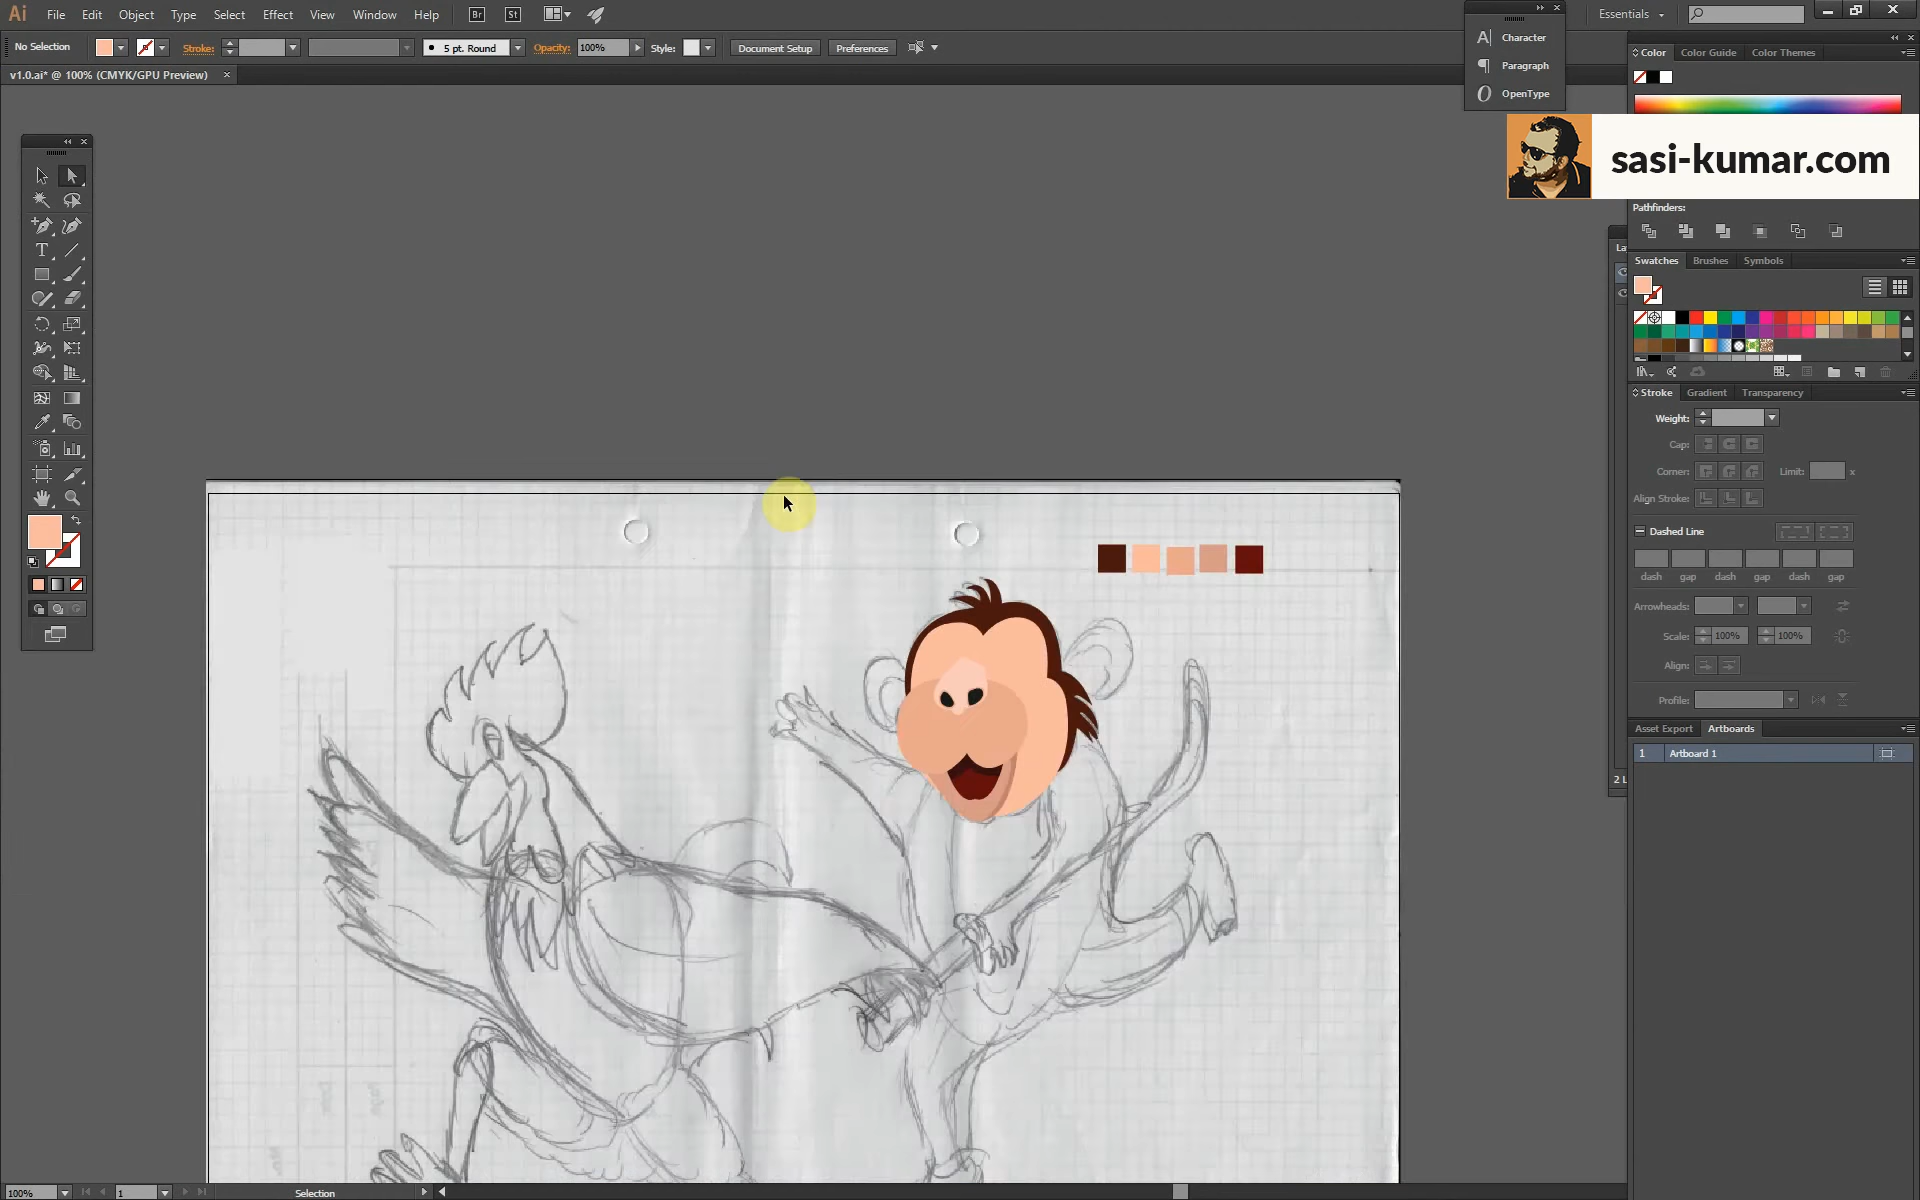 Ai File Edit Object Type Select Effect View Window Help Br St Essentials
No Selection Stroke: 5 pt. Round Opacity: 100% Style: Document Setup Preferences
v1.0.ai* @ 100% (CMYK/GPU Preview)
Character
Paragraph
OpenType
Color Color Guide Color Themes
sasi-kumar.com
Pathfinders:
Swatches Brushes Symbols
Stroke Gradient Transparency
Weight:
Cap:
Corner: Limit: x
Align Stroke:
Dashed Line
dash gap dash gap dash gap
Arrowheads:
Scale: 100% 100%
Align:
Profile:
Asset Export Artboards
1 Artboard 1
2 L
100% 1 Selection